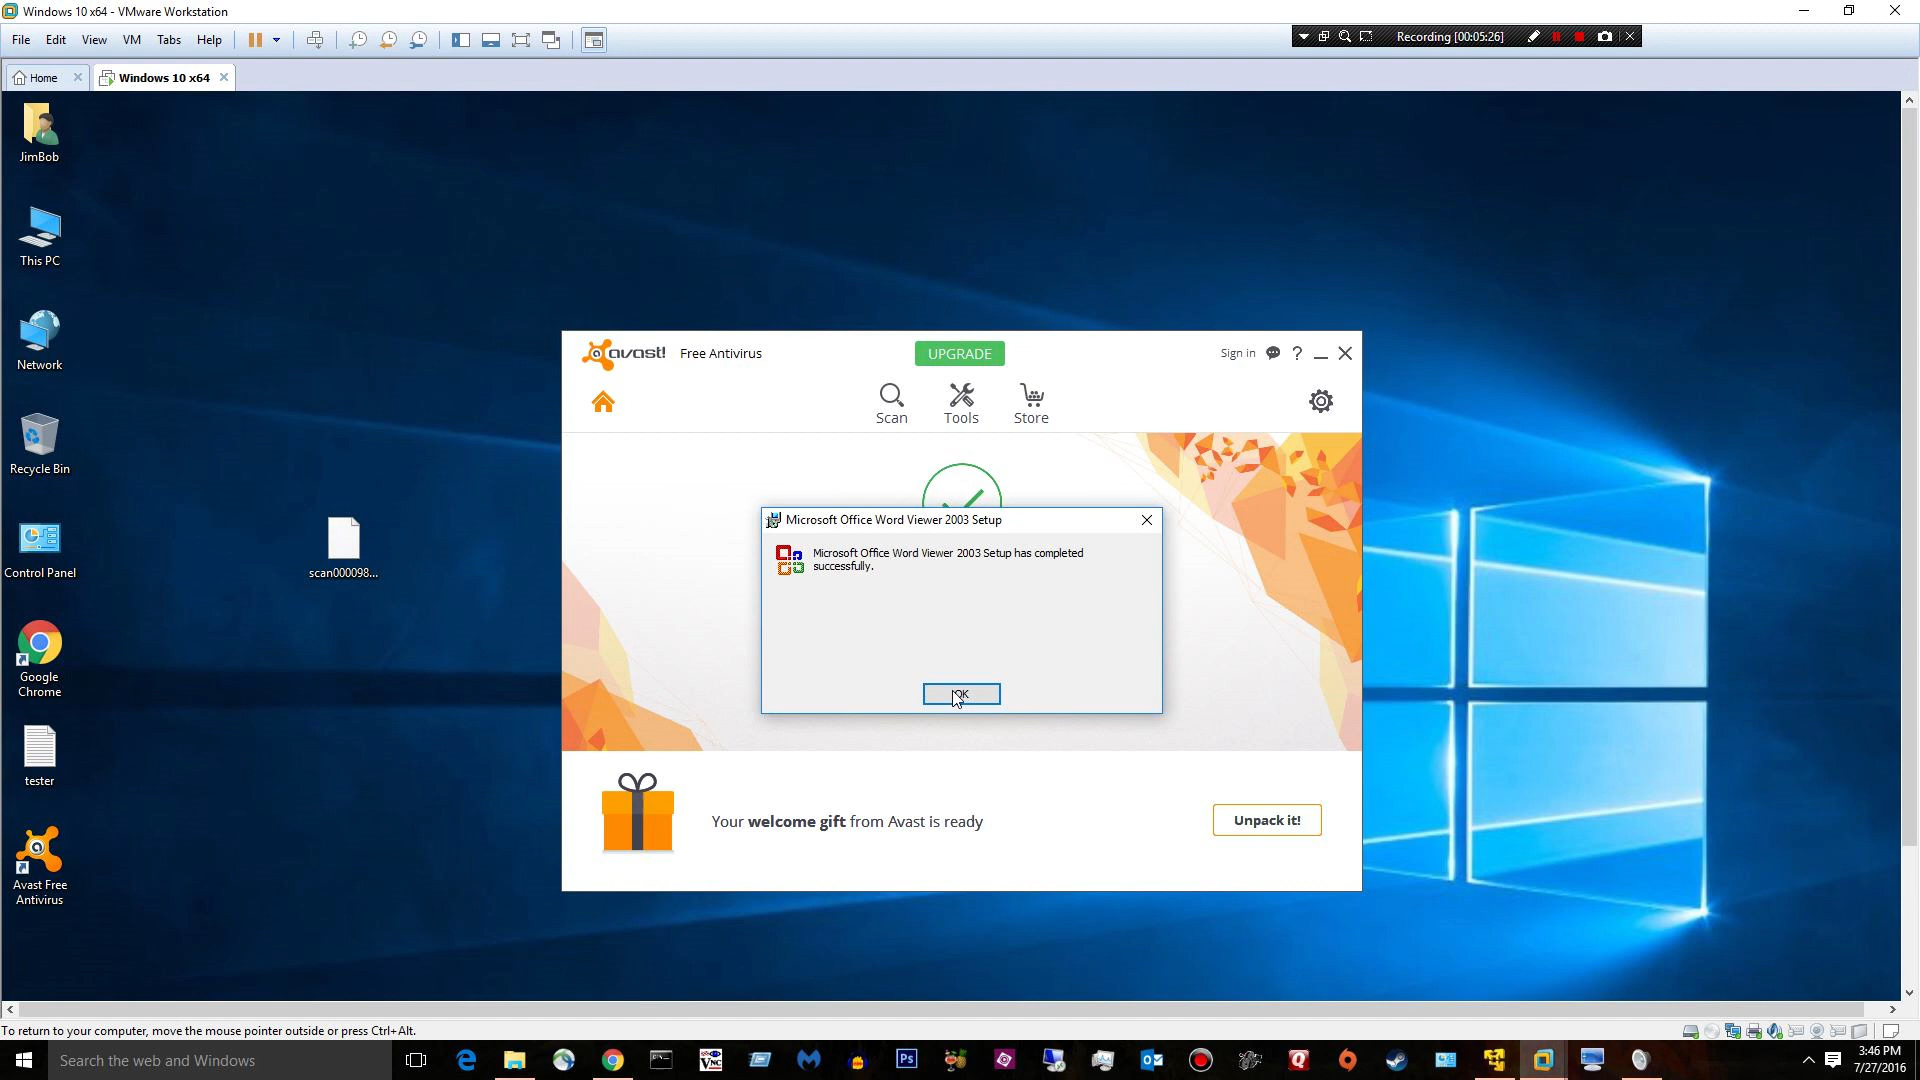 Windows 10 x64 - VMware Workstation
File Edit View VM Tabs Help
Recording [00:05:26]
Home
Windows 10 x64
JimBob
This PC
Network
Recycle Bin
Control Panel
Google
Chrome
tester
Avast Free
Antivirus
scan000098...
avast! Free Antivirus
UPGRADE
Sign in
?
Scan
Tools
Store
Microsoft Office Word Viewer 2003 Setup
Microsoft Office Word Viewer 2003 Setup has completed
successfully.
OK
Your welcome gift from Avast is ready
Unpack it!
To return to your computer, move the mouse pointer outside or press Ctrl+Alt.
Search the web and Windows
Ps
3:46 PM
7/27/2016